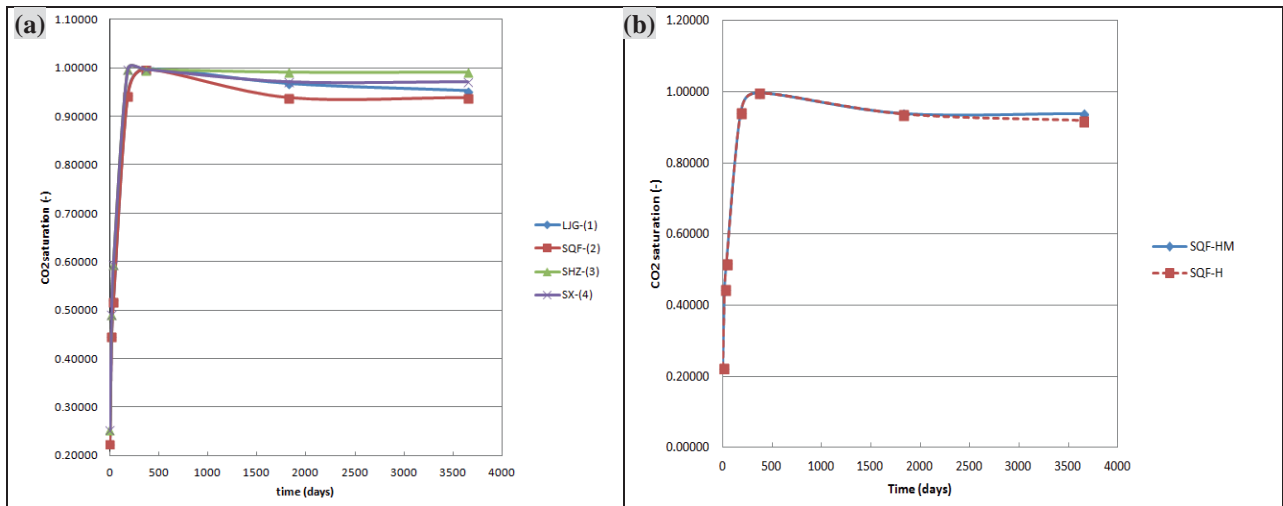 (a)
1.10000
1.00000
0.90000
0.80000
0.70000
0.60000
0.50000
0.40000
0.30000
0.20000
CO2saturation (-)
0 500 1000 1500 2000 2500 3000 3500 4000
time (days)
LJG-(1)
SQF-(2)
SHZ-(3)
SX-(4)
(b)
1.20000
1.00000
0.80000
0.60000
0.40000
0.20000
0.00000
CO2 saturation (-)
0 500 1000 1500 2000 2500 3000 3500 4000
Time (days)
SQF-HM
SQF-H